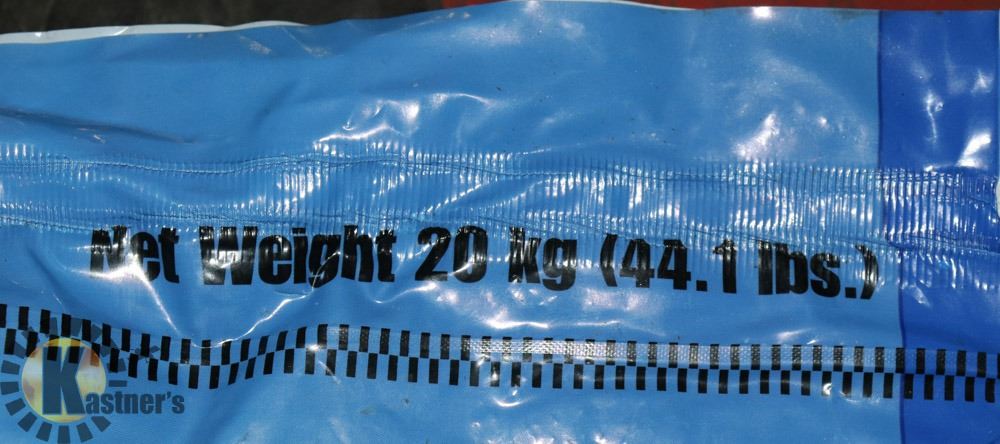 Net Weight 20 kg (44.1 lbs.)
Kastner's